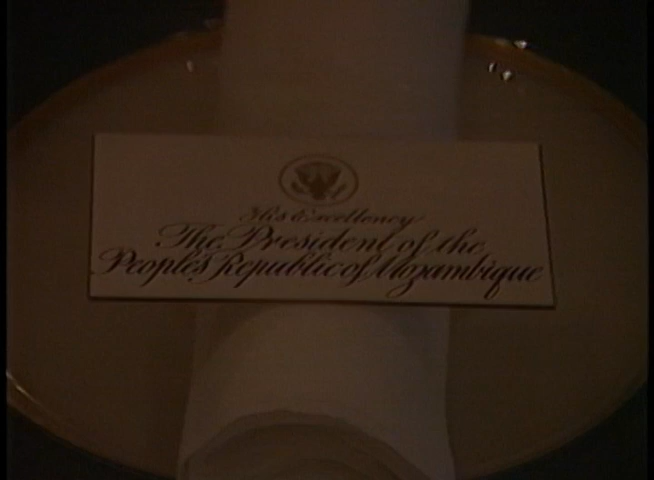 His Excellency
The President of the
People's Republic of Mozambique